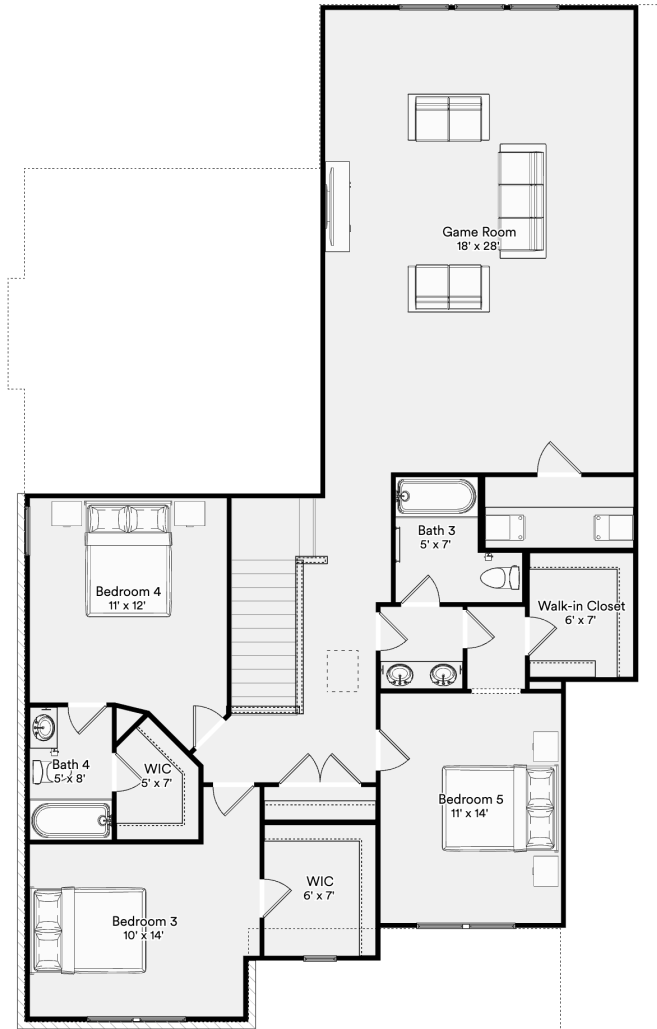 Game Room
18' x 28'
Bath 3
5' x 7'
Bedroom 4
11' x 12'
Walk-in Closet
6' x 7'
Bath 4
5' x 8'
WIC
5' x 7'
Bedroom 5
11' x 14'
WIC
6' x 7'
Bedroom 3
10' x 14'